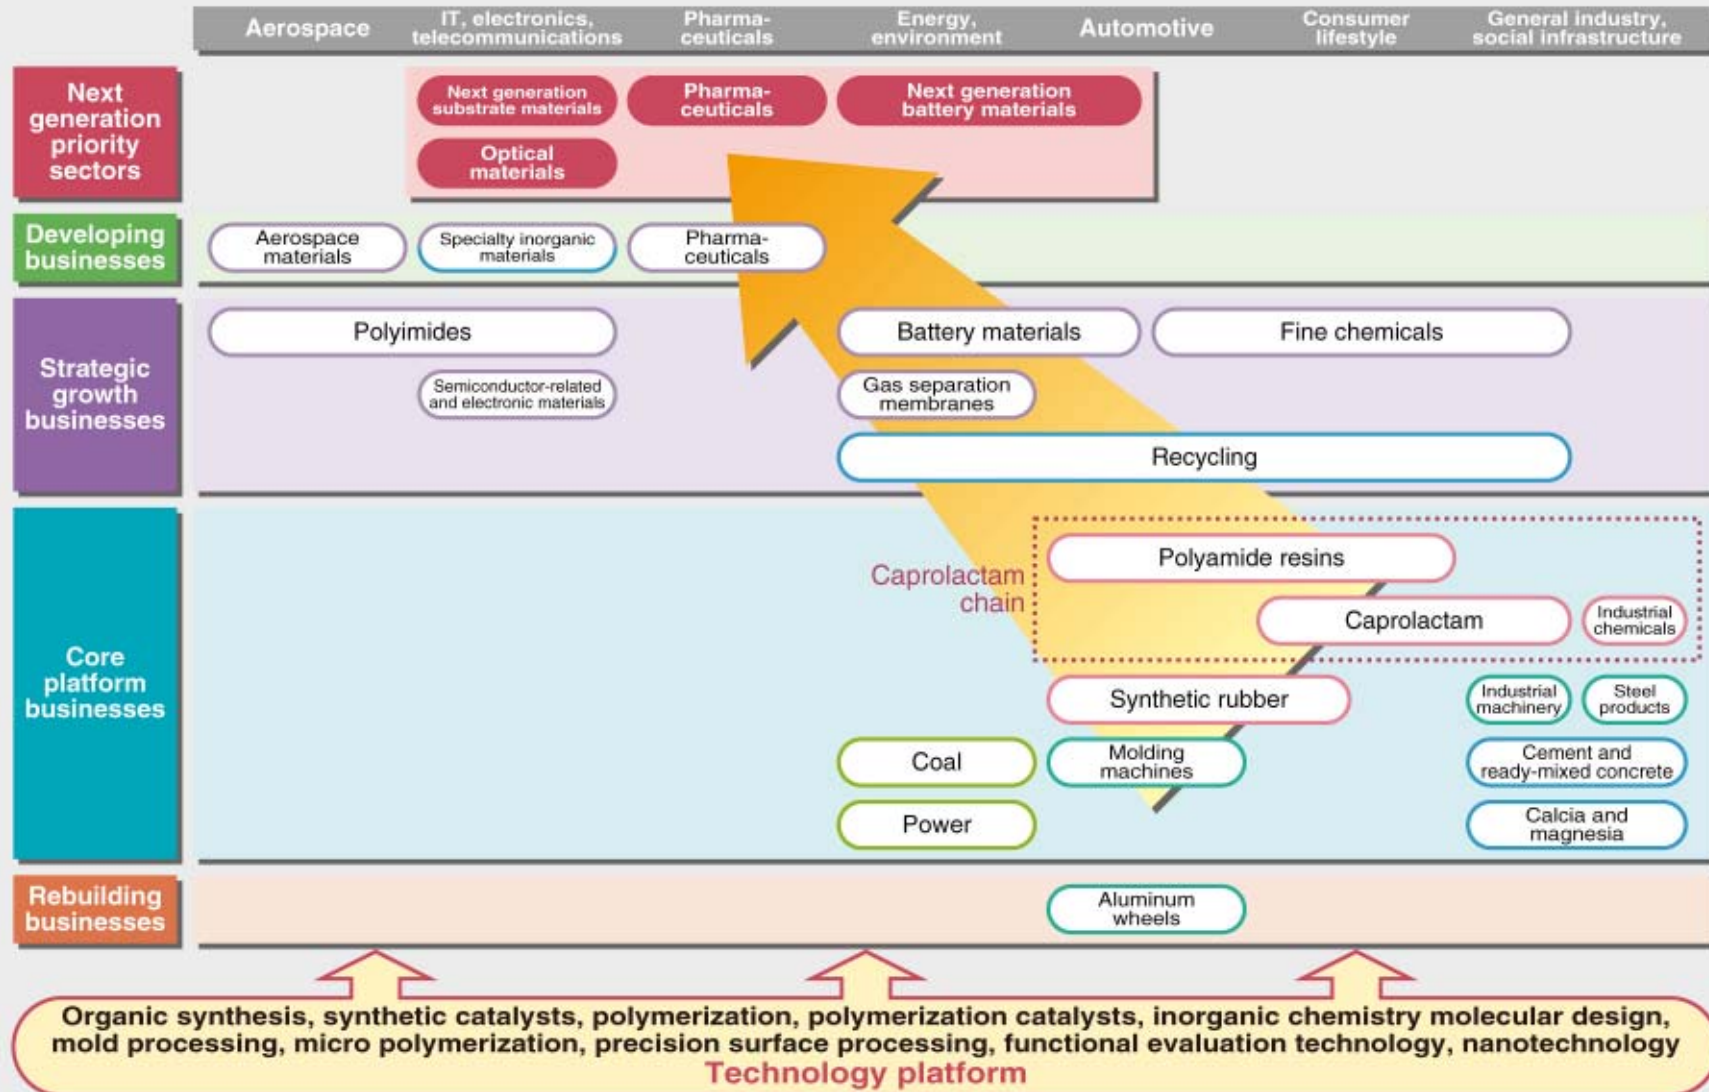 Aerospace
IT, electronics,
telecommunications
Pharma-
ceuticals
Energy,
environment
Automotive
Consumer
lifestyle
General industry,
social infrastructure
Next
generation
priority
sectors
Next generation
substrate materials
Pharma-
ceuticals
Next generation
battery materials
Optical
materials
Developing
businesses
Aerospace
materials
Specialty inorganic
materials
Pharma-
ceuticals
Strategic
growth
businesses
Polyimides
Battery materials
Fine chemicals
Semiconductor-related
and electronic materials
Gas separation
membranes
Recycling
Core
platform
businesses
Caprolactam
chain
Polyamide resins
Caprolactam
Industrial
chemicals
Synthetic rubber
Industrial
machinery
Steel
products
Coal
Molding
machines
Cement and
ready-mixed concrete
Power
Calcia and
magnesia
Rebuilding
businesses
Aluminum
wheels
Organic synthesis, synthetic catalysts, polymerization, polymerization catalysts, inorganic chemistry molecular design,
mold processing, micro polymerization, precision surface processing, functional evaluation technology, nanotechnology
Technology platform